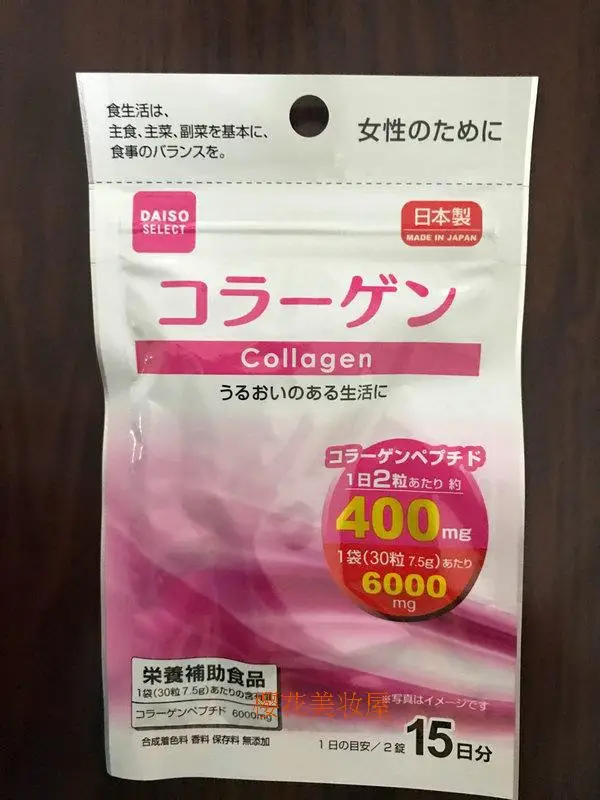 食生活は、
主食、主菜、副菜を基本に、
食事のバランスを。
女性のために
DAISO
SELECT
日本製
MADE IN JAPAN
コラーゲン
Collagen
うるおいのある生活に
コラーゲンペプチド
1日2粒あたり 約
400mg
1袋(30粒 7.5g)あたり
6000
mg
栄養補助食品
1袋(30粒 7.5g)あたりの含
コラーゲンペプチド 6000mg
樱花美妆屋
※写真はイメージです
合成着色料 香料 保存料 無添加
1日の目安/2錠 15日分